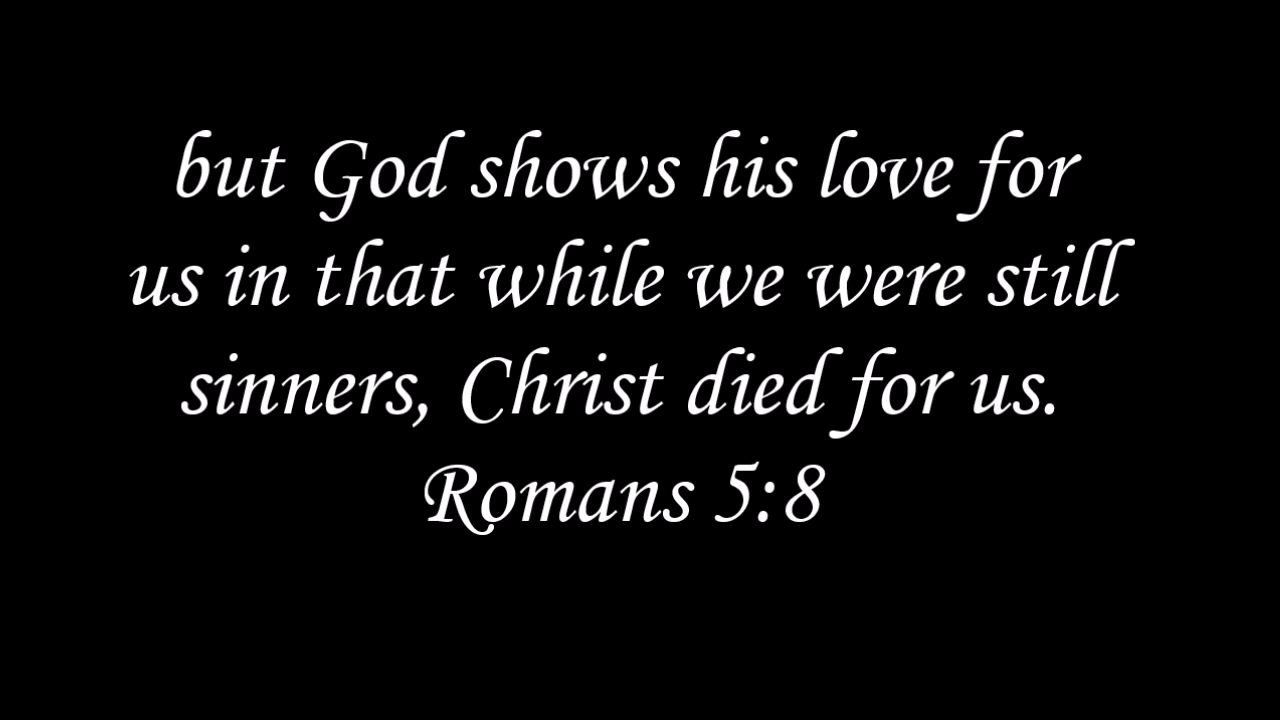 but God shows his love for
us in that while we were still
sinners, Christ died for us.
Romans 5:8